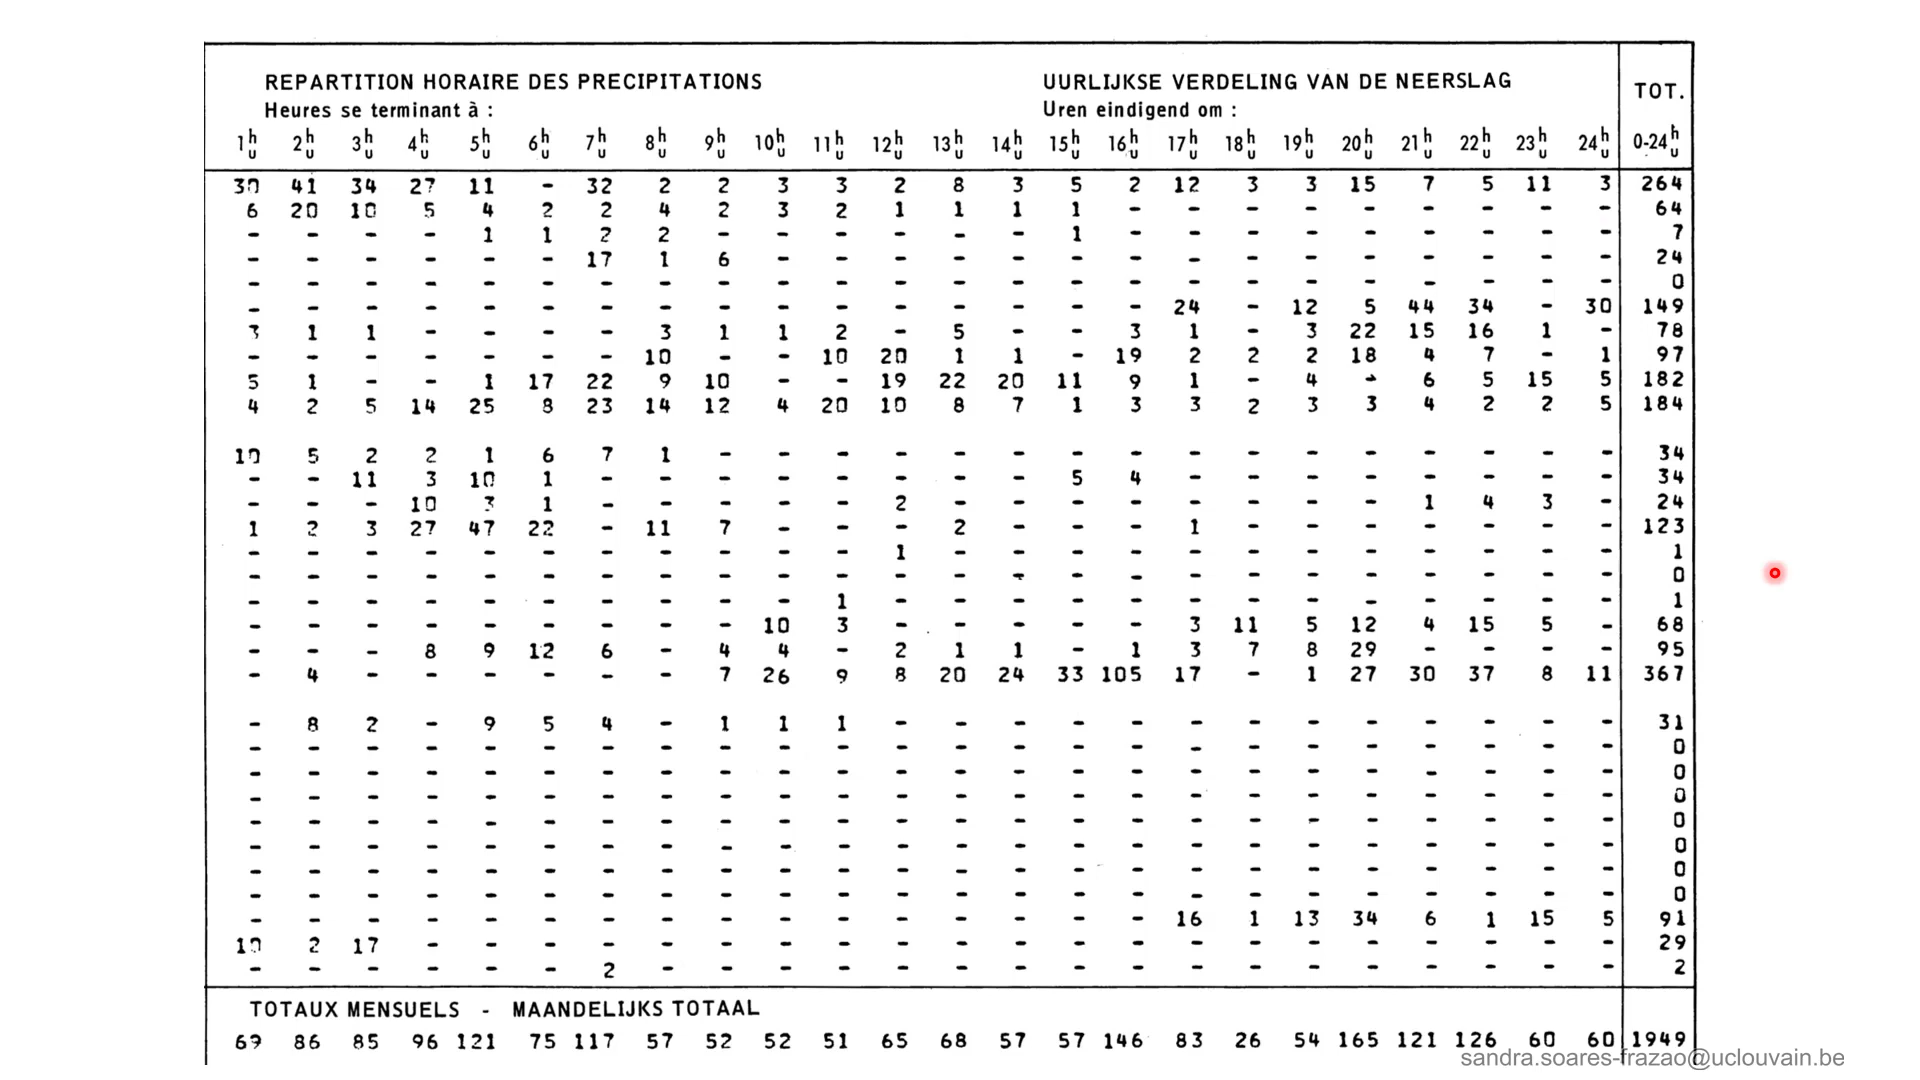 REPARTITION HORAIRE DES PRECIPITATIONS UURLIJKSE VERDELING VAN DE NEERSLAG TOT.
Heures se terminant à : Uren eindigend om :
1h/u 2h/u 3h/u 4h/u 5h/u 6h/u 7h/u 8h/u 9h/u 10h/u 11h/u 12h/u 13h/u 14h/u 15h/u 16h/u 17h/u 18h/u 19h/u 20h/u 21h/u 22h/u 23h/u 24h/u 0-24h/u
30 41 34 27 11 - 32 2 2 3 3 2 8 3 5 2 12 3 3 15 7 5 11 3 264
6 20 10 5 4 2 2 4 2 3 2 1 1 1 1 - - - - - - - - - 64
- - - - 1 1 2 2 - - - - - - 1 - - - - - - - - - 7
- - - - - - 17 1 6 - - - - - - - - - - - - - - - 24
- - - - - - - - - - - - - - - - - - - - - - - - 0
- - - - - - - - - - - - - - - - 24 - 12 5 44 34 - 30 149
3 1 1 - - - - 3 1 1 2 - 5 - - 3 1 - 3 22 15 16 1 - 78
- - - - - - - 10 - - 10 20 1 1 - 19 2 2 2 18 4 7 - 1 97
5 1 - - 1 17 22 9 10 - - 19 22 20 11 9 1 - 4 - 6 5 15 5 182
4 2 5 14 25 8 23 14 12 4 20 10 8 7 1 3 3 2 3 3 4 2 2 5 184
10 5 2 2 1 6 7 1 - - - - - - - - - - - - - - - - 34
- - 11 3 10 1 - - - - - - - - 5 4 - - - - - - - - 34
- - - 10 3 1 - - - - - 2 - - - - - - - - 1 4 3 - 24
1 2 3 27 47 22 - 11 7 - - - 2 - - - 1 - - - - - - - 123
- - - - - - - - - - - 1 - - - - - - - - - - - - 1
- - - - - - - - - - - - - - - - - - - - - - - - 0
- - - - - - - - - - 1 - - - - - - - - - - - - - 1
- - - - - - - - - 10 3 - - - - - 3 11 5 12 4 15 5 - 68
- - - 8 9 12 6 - 4 4 - 2 1 1 - 1 3 7 8 29 - - - - 95
- 4 - - - - - - 7 26 9 8 20 24 33 105 17 - 1 27 30 37 8 11 367
- 8 2 - 9 5 4 - 1 1 1 - - - - - - - - - - - - - 31
- - - - - - - - - - - - - - - - - - - - - - - - 0
- - - - - - - - - - - - - - - - - - - - - - - - 0
- - - - - - - - - - - - - - - - - - - - - - - - 0
- - - - - - - - - - - - - - - - - - - - - - - - 0
- - - - - - - - - - - - - - - - - - - - - - - - 0
- - - - - - - - - - - - - - - - - - - - - - - - 0
- - - - - - - - - - - - - - - - - - - - - - - - 0
- - - - - - - - - - - - - - - - 16 1 13 34 6 1 15 5 91
10 2 17 - - - - - - - - - - - - - - - - - - - - - 29
- - - - - - 2 - - - - - - - - - - - - - - - - - 2
TOTAUX MENSUELS - MAANDELIJKS TOTAAL
69 86 85 96 121 75 117 57 52 52 51 65 68 57 57 146 83 26 54 165 121 126 60 60 1949
sandra.soares-frazao@uclouvain.be